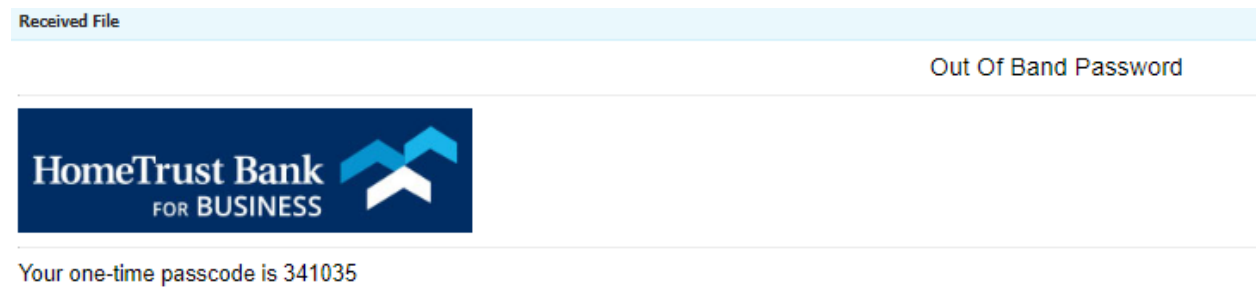 Received File
Out Of Band Password
HomeTrust Bank
FOR BUSINESS
Your one-time passcode is 341035